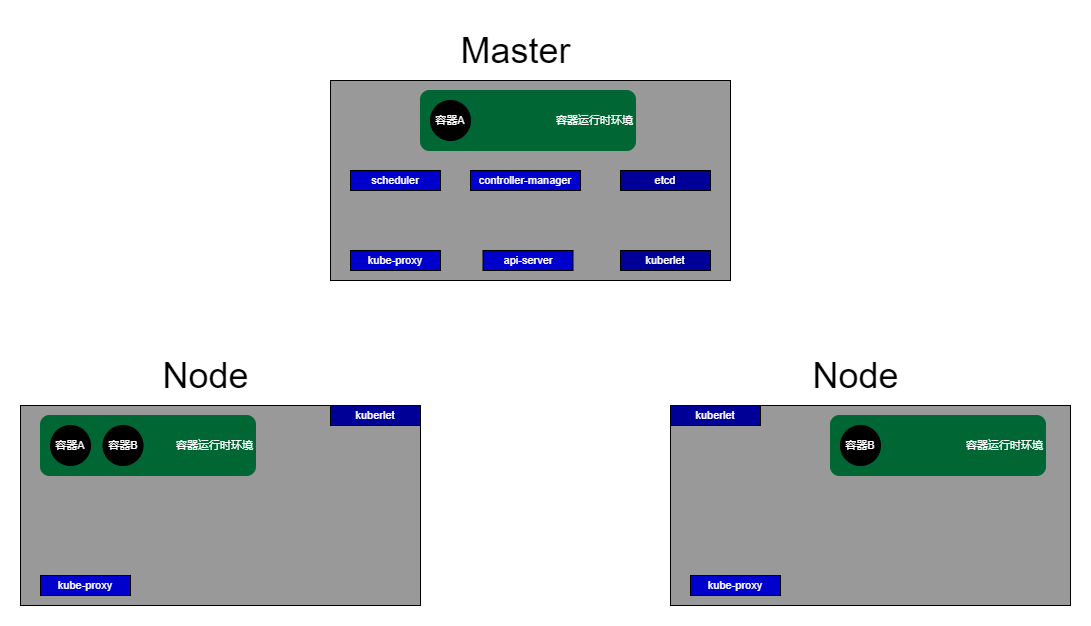 Master
容器A
容器运行时环境
scheduler
controller-manager
etcd
kube-proxy
api-server
kuberlet
Node
kuberlet
容器A
容器B
容器运行时环境
kube-proxy
Node
kuberlet
容器B
容器运行时环境
kube-proxy